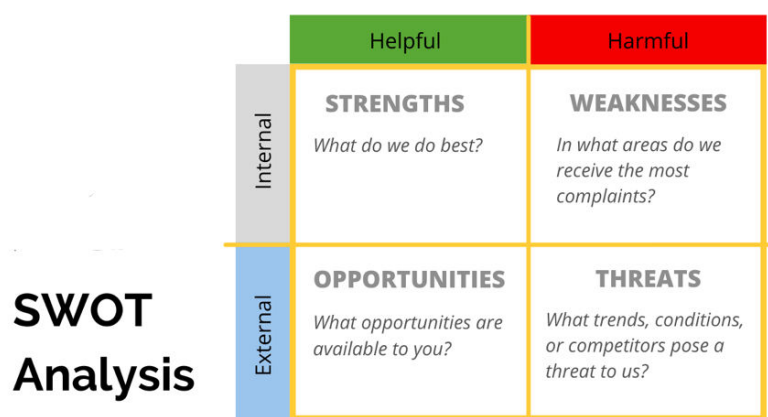 Helpful
Harmful
Internal
STRENGTHS
What do we do best?
WEAKNESSES
In what areas do we
receive the most
complaints?
SWOT
Analysis
External
OPPORTUNITIES
What opportunities are
available to you?
THREATS
What trends, conditions,
or competitors pose a
threat to us?